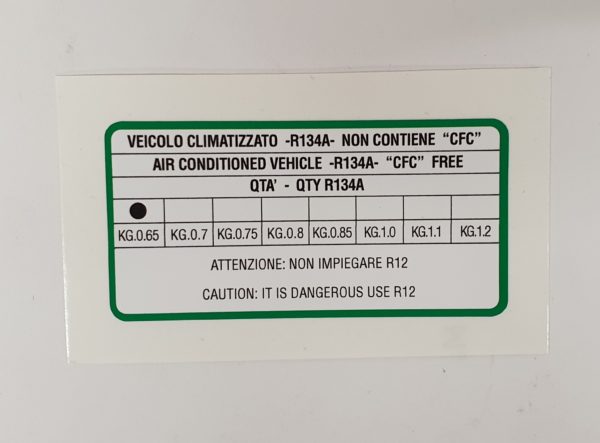 VEICOLO CLIMATIZZATO -R134A- NON CONTIENE “CFC”
AIR CONDITIONED VEHICLE -R134A- “CFC” FREE
QTA’ - QTY R134A
KG.0.65 KG.0.7 KG.0.75 KG.0.8 KG.0.85 KG.1.0 KG.1.1 KG.1.2
ATTENZIONE: NON IMPIEGARE R12
CAUTION: IT IS DANGEROUS USE R12